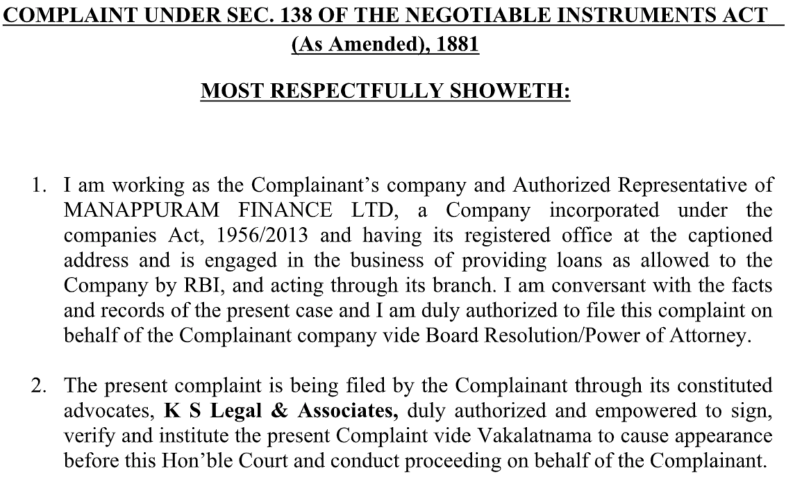 COMPLAINT UNDER SEC. 138 OF THE NEGOTIABLE INSTRUMENTS ACT
(As Amended), 1881
MOST RESPECTFULLY SHOWETH:
1. I am working as the Complainant’s company and Authorized Representative of
MANAPPURAM FINANCE LTD, a Company incorporated under the
companies Act, 1956/2013 and having its registered office at the captioned
address and is engaged in the business of providing loans as allowed to the
Company by RBI, and acting through its branch. I am conversant with the facts
and records of the present case and I am duly authorized to file this complaint on
behalf of the Complainant company vide Board Resolution/Power of Attorney.
2. The present complaint is being filed by the Complainant through its constituted
advocates, K S Legal & Associates, duly authorized and empowered to sign,
verify and institute the present Complaint vide Vakalatnama to cause appearance
before this Hon’ble Court and conduct proceeding on behalf of the Complainant.